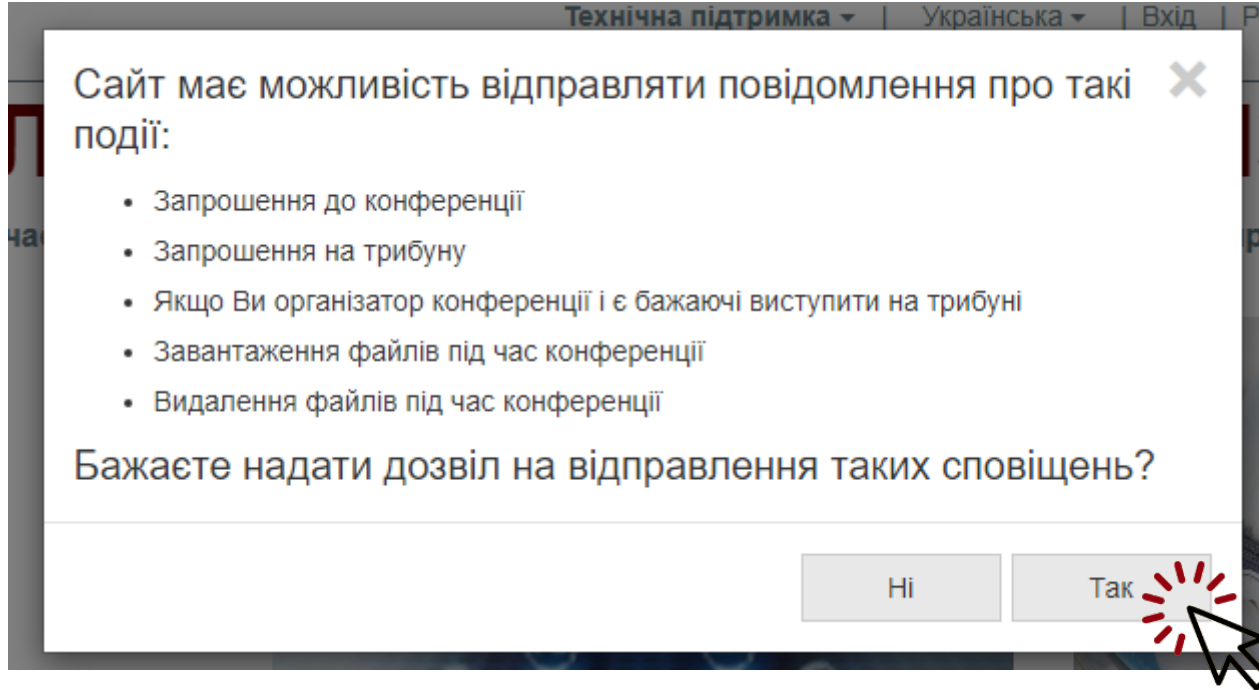 Технічна підтримка | Українська | Вхід |
Сайт має можливість відправляти повідомлення про такі
події:
• Запрошення до конференції
• Запрошення на трибуну
• Якщо Ви організатор конференції і є бажаючі виступити на трибуні
• Завантаження файлів під час конференції
• Видалення файлів під час конференції
Бажаєте надати дозвіл на відправлення таких сповіщень?
Ні Так